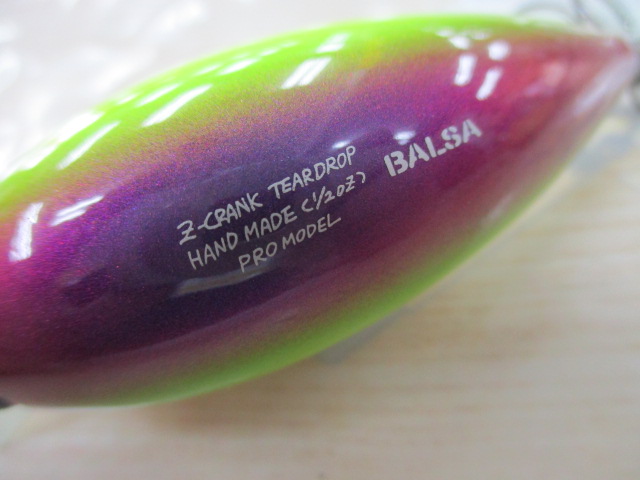 Z-CRANK TEARDROP
HAND MADE (1/2oz)
PRO MODEL
BALSA